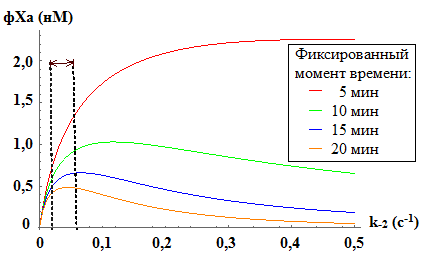 фХа (нМ)
2,0
1,5
1,0
0,5
0
Фиксированный
момент времени:
5 мин
10 мин
15 мин
20 мин
0
0,1
0,2
0,3
0,4
0,5
k-2 (с-1)